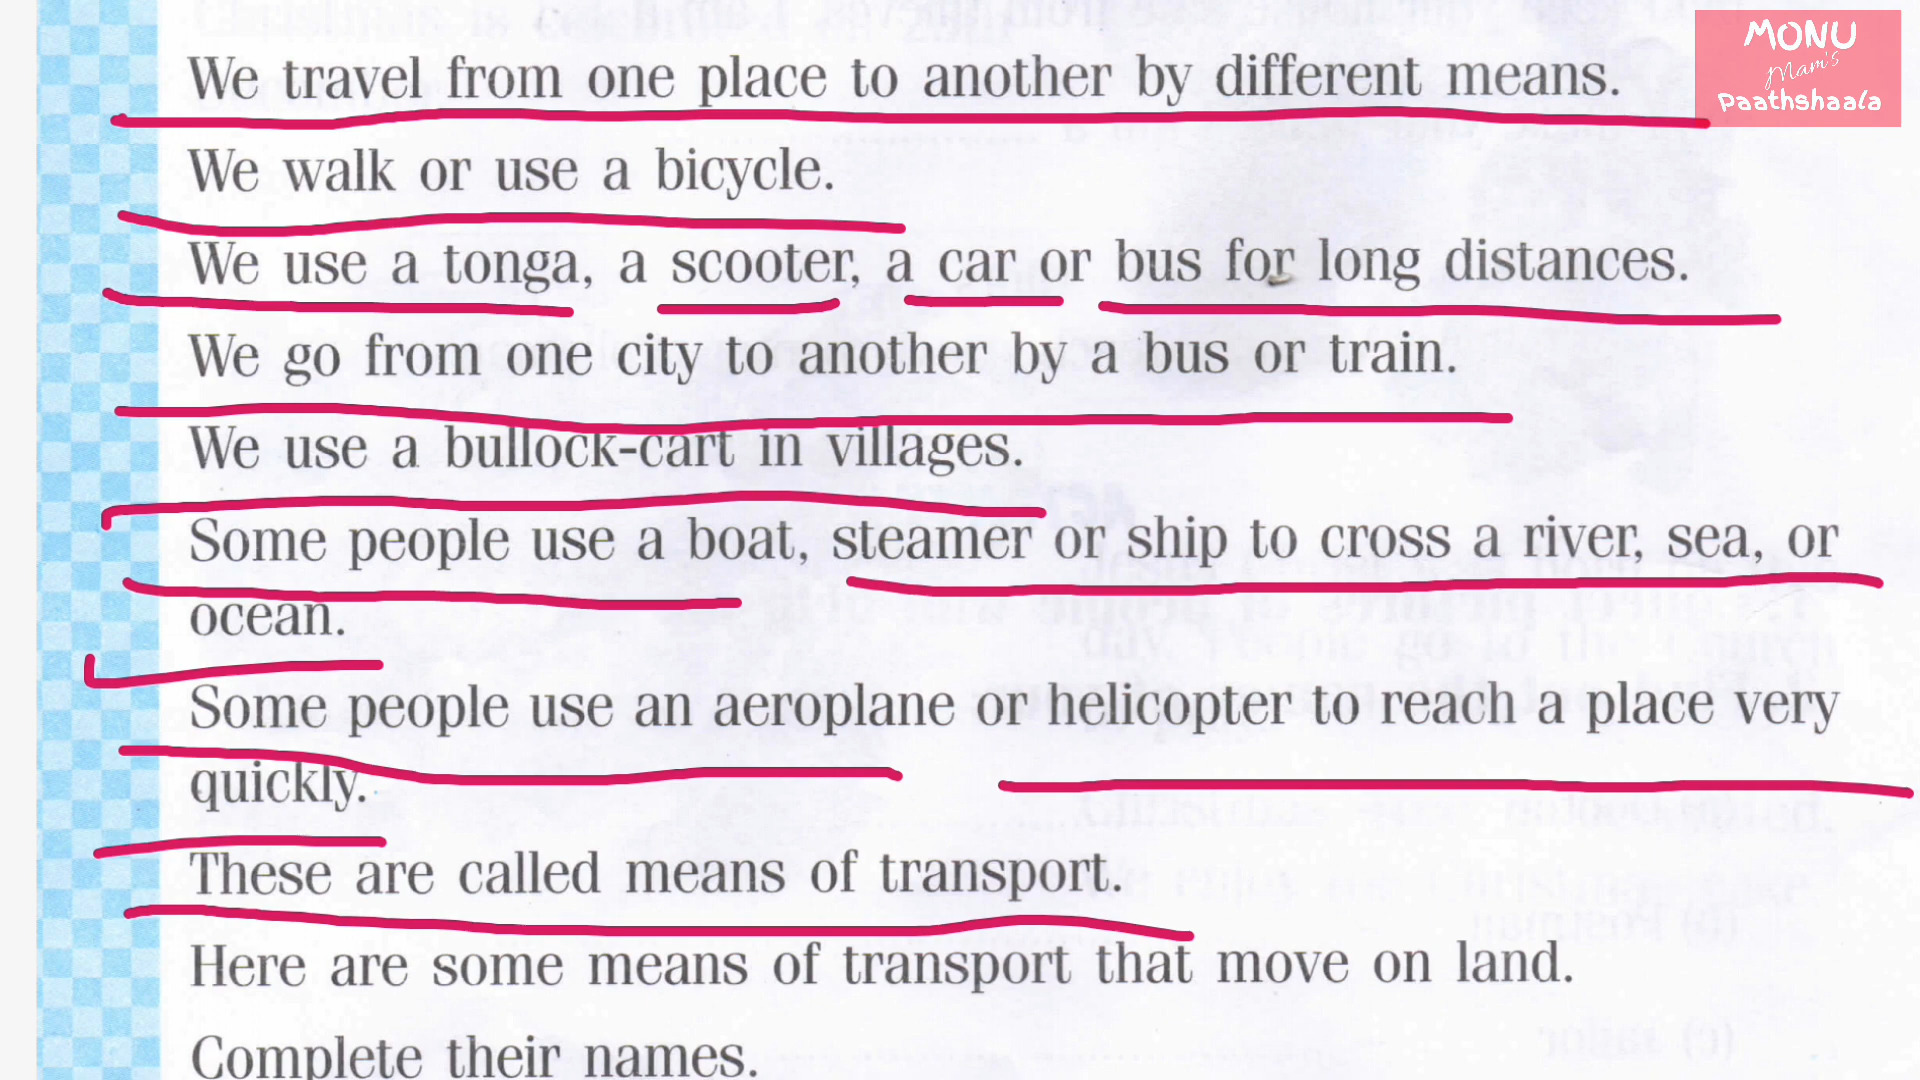 We travel from one place to another by different means.
MONU
Mam's
Paathshaala
We walk or use a bicycle.
We use a tonga, a scooter, a car or bus for long distances.
We go from one city to another by a bus or train.
We use a bullock-cart in villages.
Some people use a boat, steamer or ship to cross a river, sea, or
ocean.
Some people use an aeroplane or helicopter to reach a place very
quickly.
These are called means of transport.
Here are some means of transport that move on land.
Complete their names.